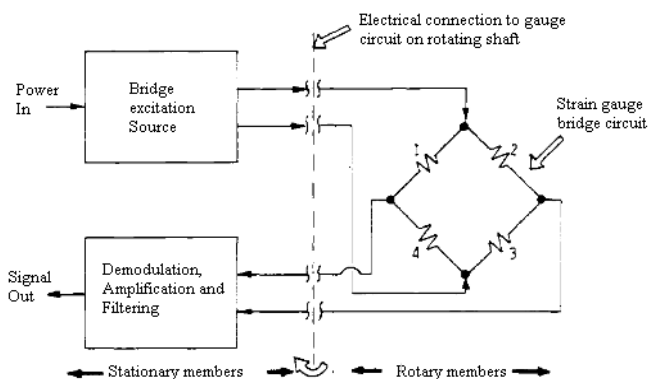 Electrical connection to gauge
circuit on rotating shaft
Power
In
Bridge
excitation
Source
Strain gauge
bridge circuit
1
2
4
3
Signal
Out
Demodulation,
Amplification and
Filtering
Stationary members
Rotary members